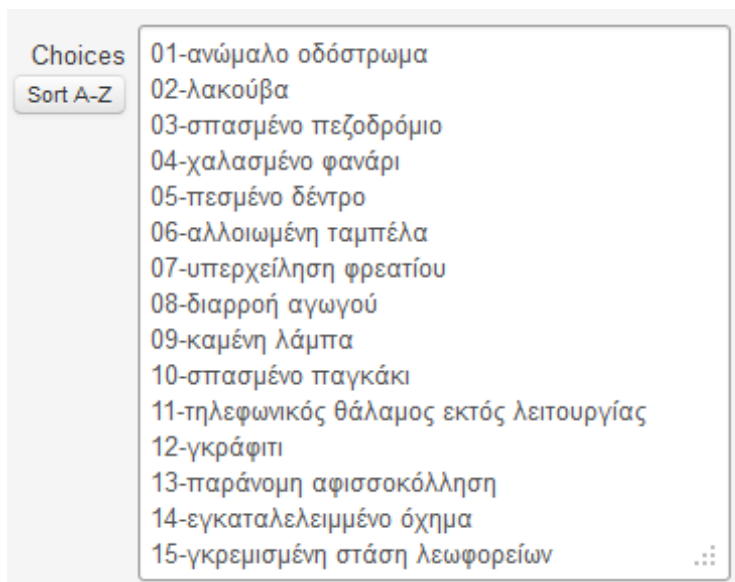 Choices
Sort A-Z
01-ανώμαλο οδόστρωμα
02-λακούβα
03-σπασμένο πεζοδρόμιο
04-χαλασμένο φανάρι
05-πεσμένο δέντρο
06-αλλοιωμένη ταμπέλα
07-υπερχείληση φρεατίου
08-διαρροή αγωγού
09-καμένη λάμπα
10-σπασμένο παγκάκι
11-τηλεφωνικός θάλαμος εκτός λειτουργίας
12-γκράφιτι
13-παράνομη αφισσοκόλληση
14-εγκαταλελειμμένο όχημα
15-γκρεμισμένη στάση λεωφορείων